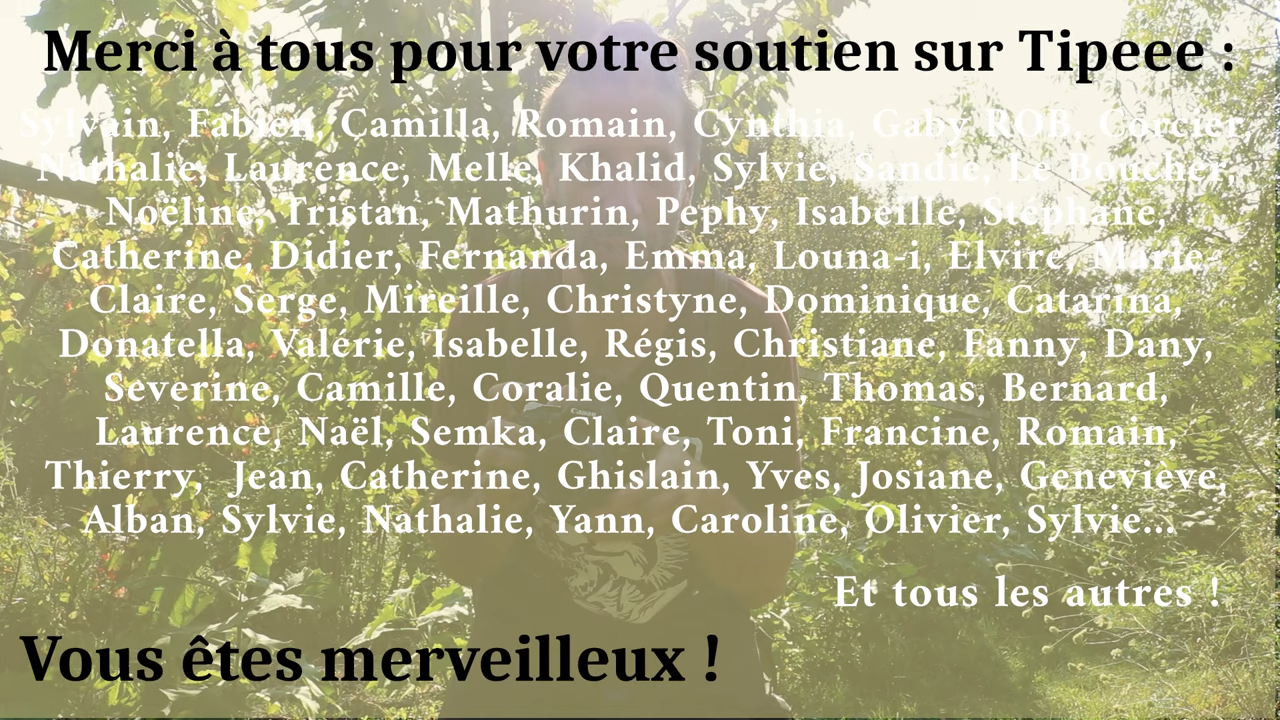 Merci à tous pour votre soutien sur Tipeee :
Sylvain, Fabien, Camilla, Romain, Cynthia, Gaby ROB, Corcier,
Nathalie, Laurence, Melle, Khalid, Sylvie, Sandie, Le Boucher,
Noëline, Tristan, Mathurin, Pephy, Isabeille, Stéphane,
Catherine, Didier, Fernanda, Emma, Louna-i, Elvire, Marie-
Claire, Serge, Mireille, Christyne, Dominique, Catarina,
Donatella, Valérie, Isabelle, Régis, Christiane, Fanny, Dany,
Severine, Camille, Coralie, Quentin, Thomas, Bernard,
Laurence, Naël, Semka, Claire, Toni, Francine, Romain,
Thierry, Jean, Catherine, Ghislain, Yves, Josiane, Geneviève,
Alban, Sylvie, Nathalie, Yann, Caroline, Olivier, Sylvie...
Et tous les autres !
Vous êtes merveilleux !